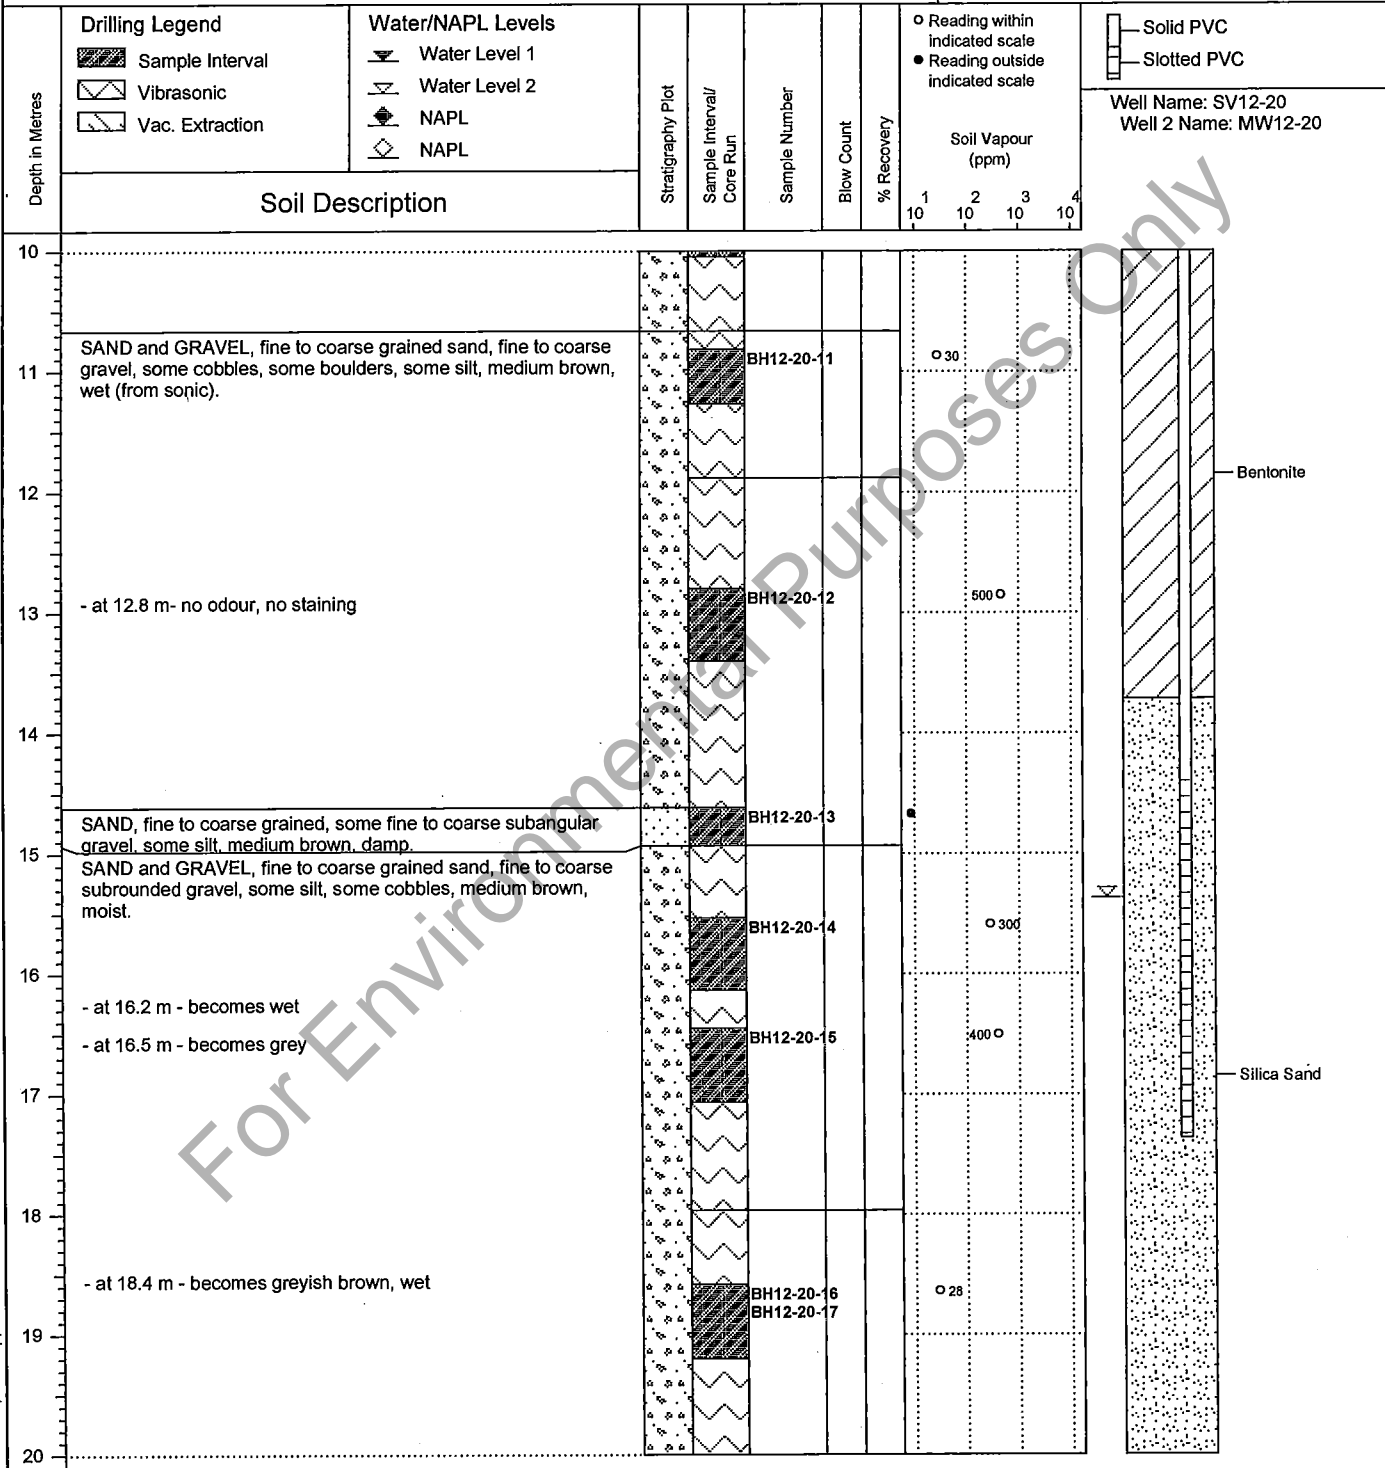 Depth in Metres
Drilling Legend
Sample Interval
Vibrasonic
Vac. Extraction
Water/NAPL Levels
Water Level 1
Water Level 2
NAPL
NAPL
Soil Description
Stratigraphy Plot
Sample Interval/
Core Run
Sample Number
Blow Count
% Recovery
Reading within
indicated scale
Reading outside
indicated scale
Soil Vapour
(ppm)
10^1 10^2 10^3 10^4
Solid PVC
Slotted PVC
Well Name: SV12-20
Well 2 Name: MW12-20
10
SAND and GRAVEL, fine to coarse grained sand, fine to coarse
gravel, some cobbles, some boulders, some silt, medium brown,
wet (from sonic).
BH12-20-11
30
11
Bentonite
12
- at 12.8 m- no odour, no staining
BH12-20-12
500
13
14
SAND, fine to coarse grained, some fine to coarse subangular
gravel, some silt, medium brown, damp.
BH12-20-13
15
SAND and GRAVEL, fine to coarse grained sand, fine to coarse
subrounded gravel, some silt, some cobbles, medium brown,
moist.
BH12-20-14
300
16
- at 16.2 m - becomes wet
- at 16.5 m - becomes grey
BH12-20-15
400
Silica Sand
17
18
- at 18.4 m - becomes greyish brown, wet
BH12-20-16
BH12-20-17
28
19
20
For Environmental Purposes Only